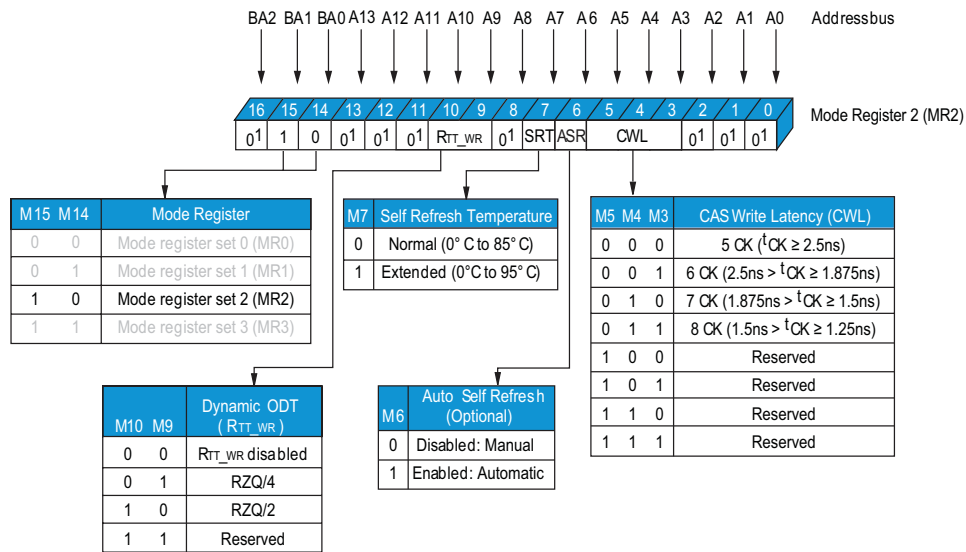 BA2 BA1 BA0 A13 A12 A11 A10 A9 A8 A7 A6 A5 A4 A3 A2 A1 A0 Addressbus
16 15 14 13 12 11 10 9 8 7 6 5 4 3 2 1 0 Mode Register 2 (MR2)
0¹ 1 0 0¹ 0¹ 0¹ RTT_WR 0¹ SRT ASR CWL 0¹ 0¹ 0¹
M15 M14 Mode Register
0 0 Mode register set 0 (MR0)
0 1 Mode register set 1 (MR1)
1 0 Mode register set 2 (MR2)
1 1 Mode register set 3 (MR3)
M7 Self Refresh Temperature
0 Normal (0° C to 85° C)
1 Extended (0°C to 95° C)
M5 M4 M3 CAS Write Latency (CWL)
0 0 0 5 CK (ᵗCK ≥ 2.5ns)
0 0 1 6 CK (2.5ns > ᵗCK ≥ 1.875ns)
0 1 0 7 CK (1.875ns > ᵗCK ≥ 1.5ns)
0 1 1 8 CK (1.5ns > ᵗCK ≥ 1.25ns)
1 0 0 Reserved
1 0 1 Reserved
1 1 0 Reserved
1 1 1 Reserved
M10 M9 Dynamic ODT
(RTT_WR)
0 0 RTT_WR disabled
0 1 RZQ/4
1 0 RZQ/2
1 1 Reserved
M6 Auto Self Refresh
(Optional)
0 Disabled: Manual
1 Enabled: Automatic